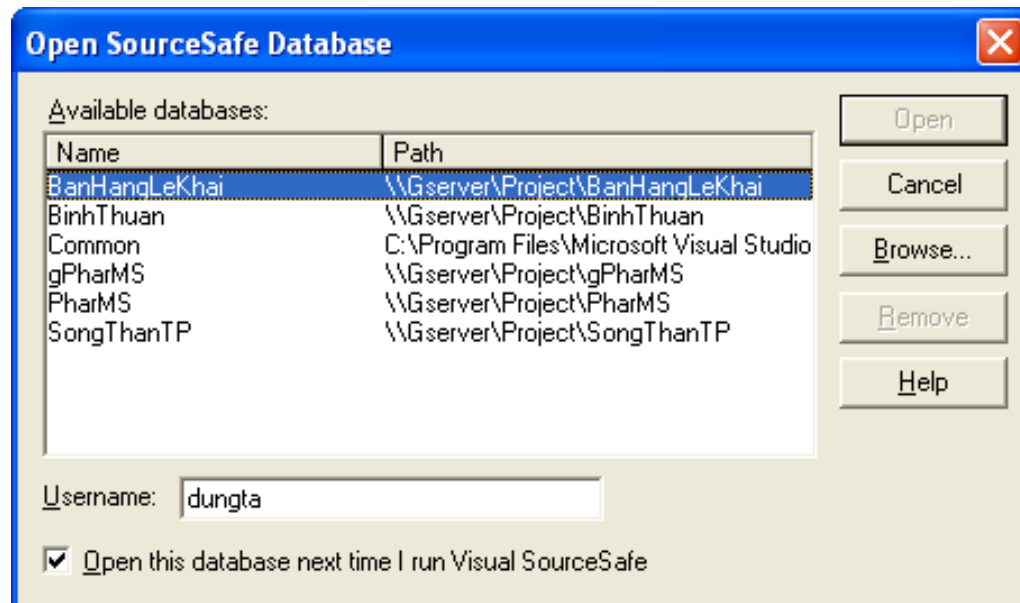 Open SourceSafe Database
Available databases:
Open
Name Path
BanHangLeKhai \\Gserver\Project\BanHangLeKhai
Cancel
BinhThuan \\Gserver\Project\BinhThuan
Common C:\Program Files\Microsoft Visual Studio
Browse...
gPharMS \\Gserver\Project\gPharMS
PharMS \\Gserver\Project\PharMS
Remove
SongThanTP \\Gserver\Project\SongThanTP
Help
Username: dungta
Open this database next time I run Visual SourceSafe